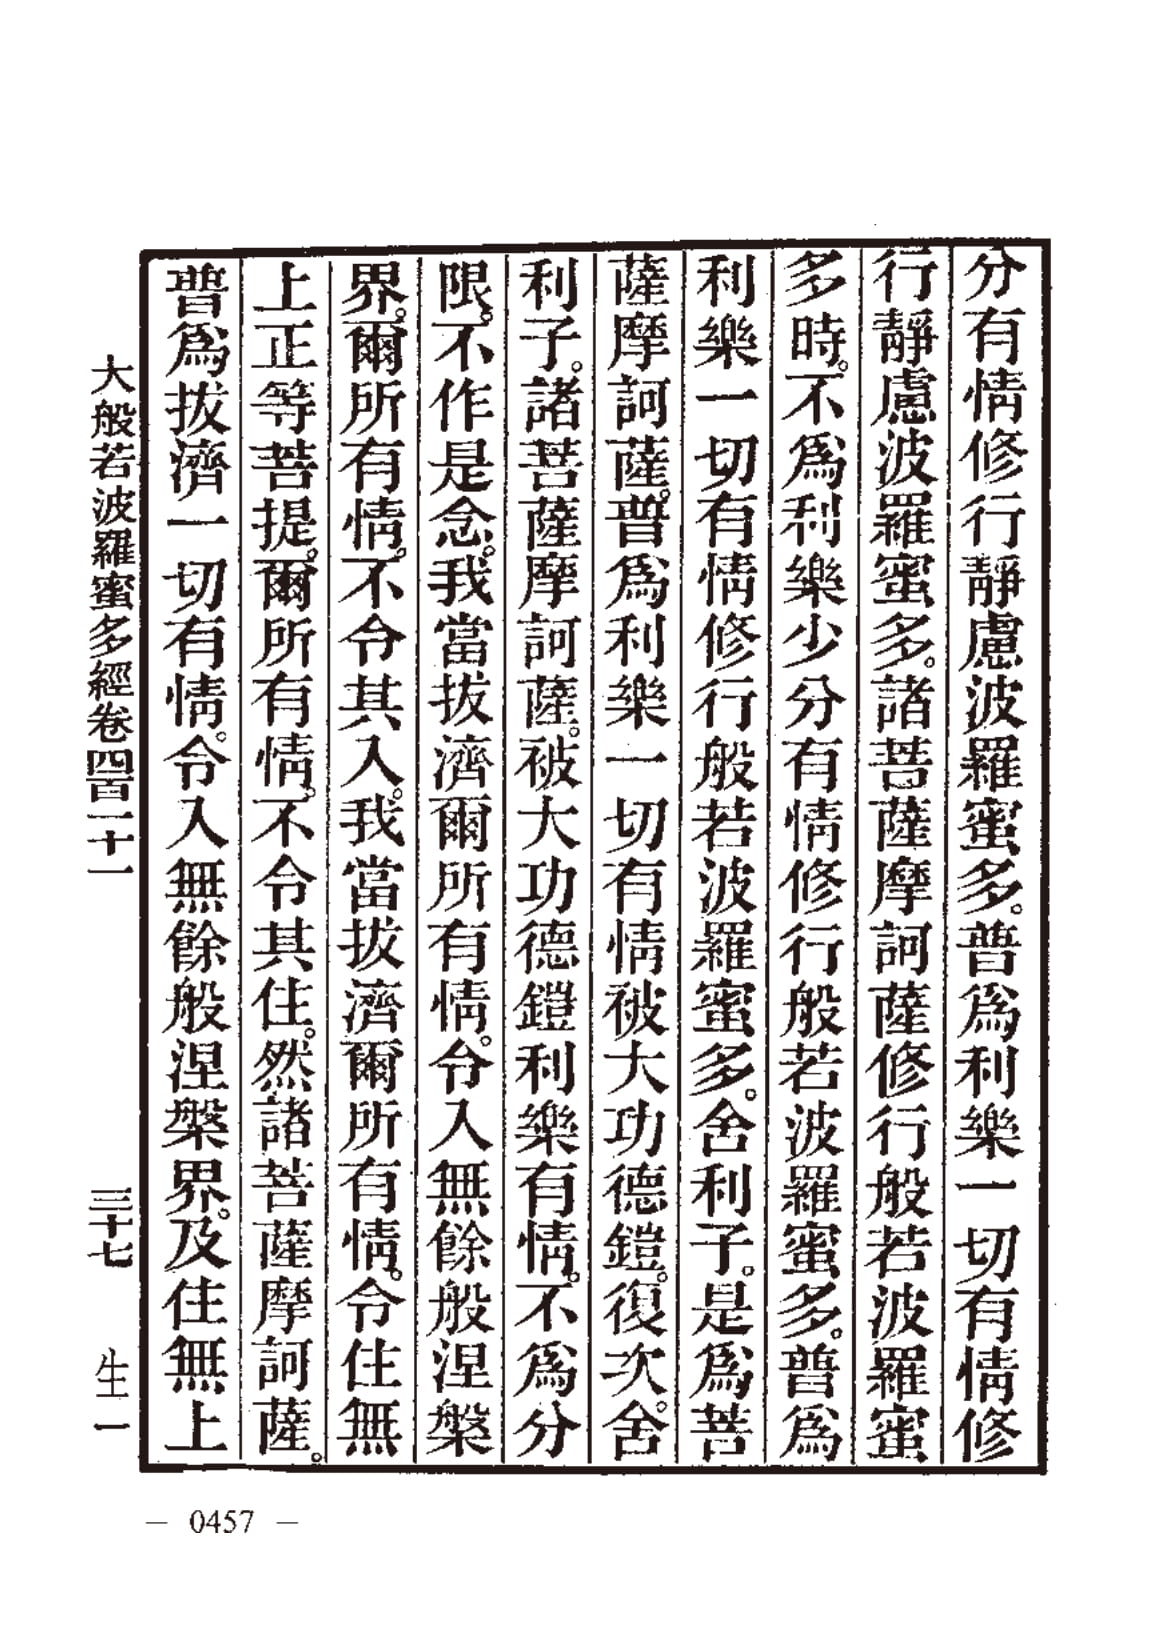 分有情修行靜慮波羅蜜多。普爲利樂一切有情修
行靜慮波羅蜜多。諸菩薩摩訶薩修行般若波羅蜜
多時。不爲利樂少分有情修行般若波羅蜜多。普爲
利樂一切有情修行般若波羅蜜多。舍利子。是爲菩
薩摩訶薩。普爲利樂一切有情被大功德鎧。復次。舍
利子。諸菩薩摩訶薩。被大功德鎧利樂有情。不爲分
限。不作是念。我當拔濟爾所有情。令入無餘般涅槃
界。爾所有情。不令其入。我當拔濟爾所有情。令住無
上正等菩提。爾所有情。不令其住。然諸菩薩摩訶薩。
普爲拔濟一切有情。令入無餘般涅槃界。及住無上
大般若波羅蜜多經卷四百一十一 三十七 生一
— 0457 —